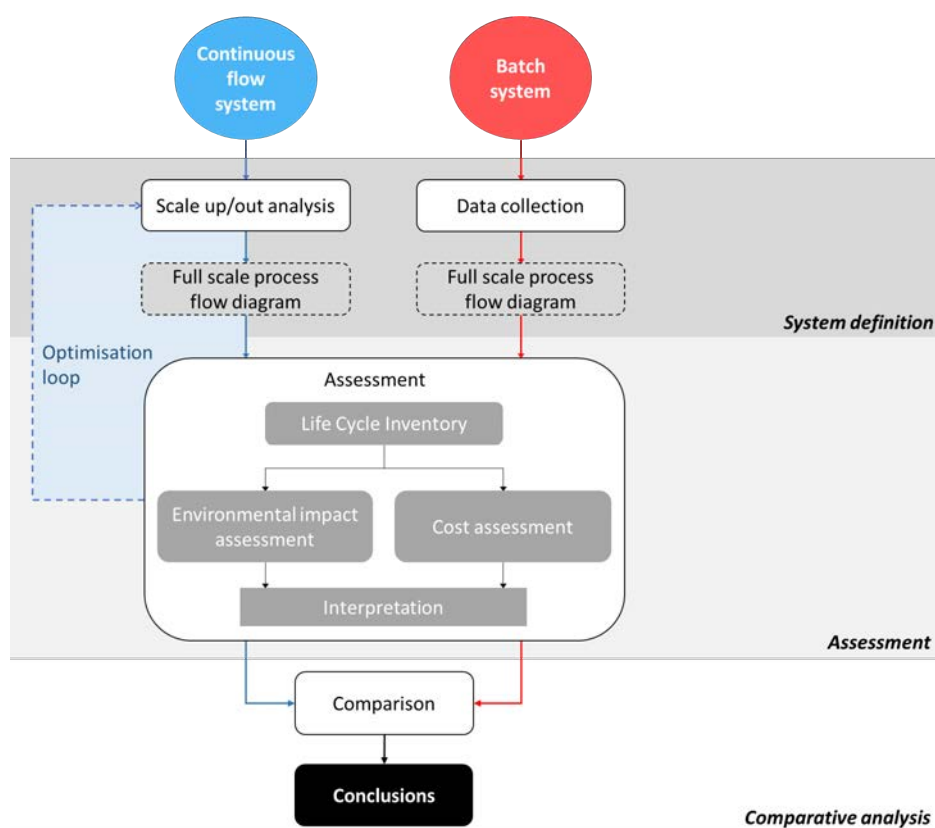 Continuous
flow
system
Batch
system
Scale up/out analysis
Data collection
Full scale process
flow diagram
Full scale process
flow diagram
System definition
Optimisation
loop
Assessment
Life Cycle Inventory
Environmental impact
assessment
Cost assessment
Interpretation
Assessment
Comparison
Conclusions
Comparative analysis